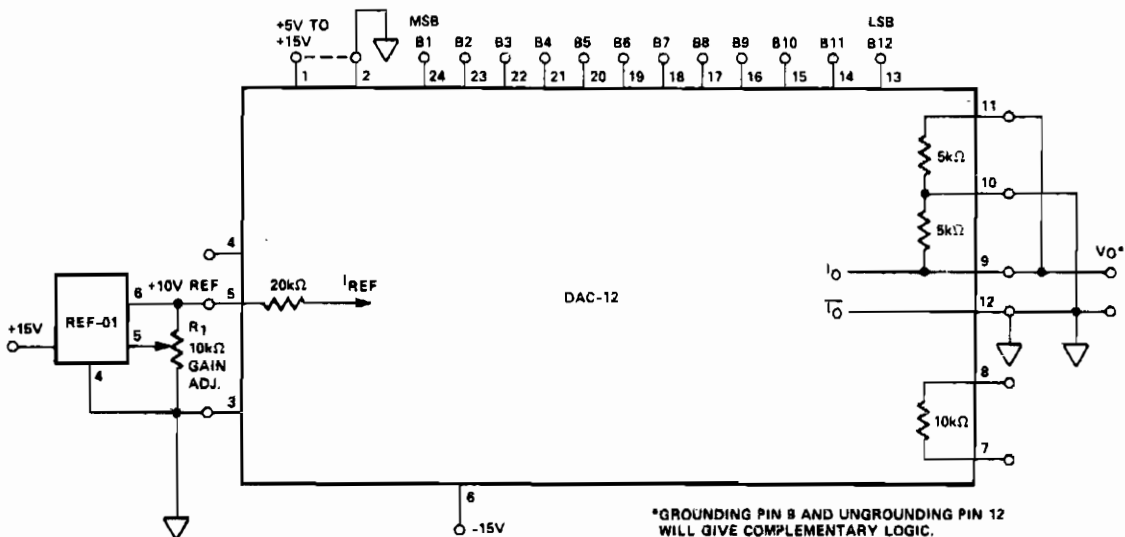 +5V TO
+15V
MSB
LSB
B1 B2 B3 B4 B5 B6 B7 B8 B9 B10 B11 B12
1 2 24 23 22 21 20 19 18 17 16 15 14 13
11
5kΩ
10
5kΩ
4
IO
9
VO*
+10V REF
20kΩ
IREF
DAC-12
6
5
IO
12
REF-01
+15V
5
R1
10kΩ
GAIN
ADJ.
4
3
8
10kΩ
7
6
-15V
*GROUNDING PIN 9 AND UNGROUNDING PIN 12
WILL GIVE COMPLEMENTARY LOGIC.